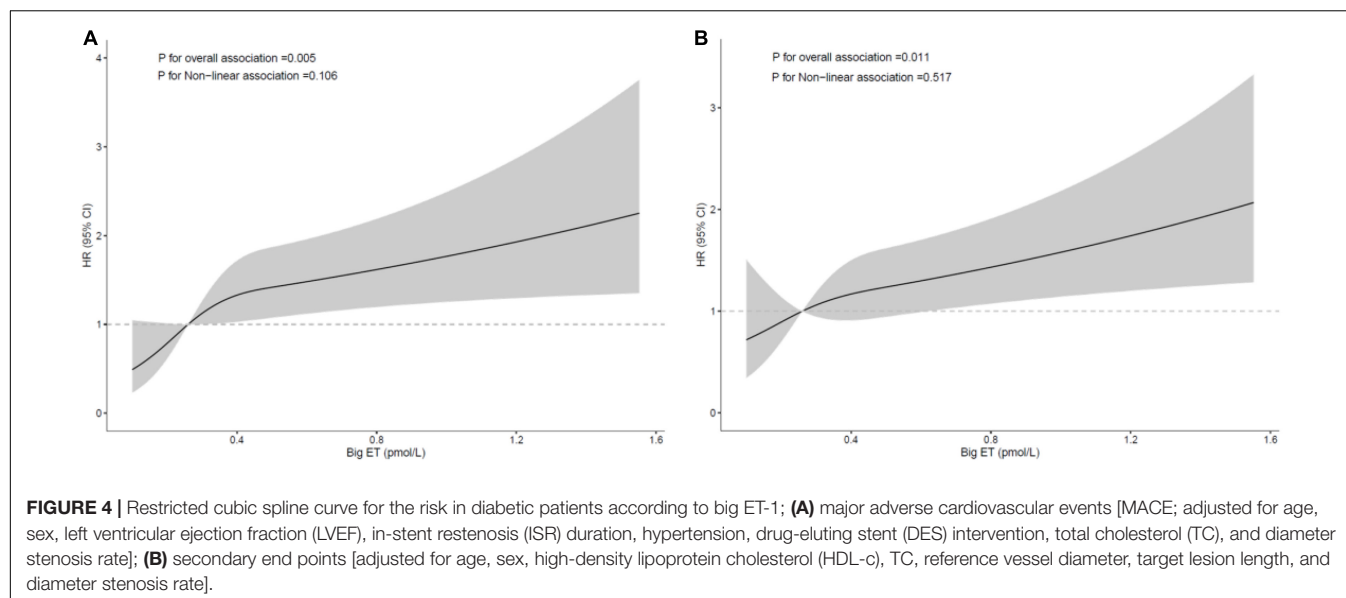 A
P for overall association =0.005
P for Non−linear association =0.106
4
3
2
1
0
HR (95% CI)
0.4
0.8
1.2
1.6
Big ET (pmol/L)
B
P for overall association =0.011
P for Non−linear association =0.517
3
2
1
0
HR (95% CI)
0.4
0.8
1.2
1.6
Big ET (pmol/L)
FIGURE 4 | Restricted cubic spline curve for the risk in diabetic patients according to big ET-1; (A) major adverse cardiovascular events [MACE; adjusted for age,
sex, left ventricular ejection fraction (LVEF), in-stent restenosis (ISR) duration, hypertension, drug-eluting stent (DES) intervention, total cholesterol (TC), and diameter
stenosis rate]; (B) secondary end points [adjusted for age, sex, high-density lipoprotein cholesterol (HDL-c), TC, reference vessel diameter, target lesion length, and
diameter stenosis rate].